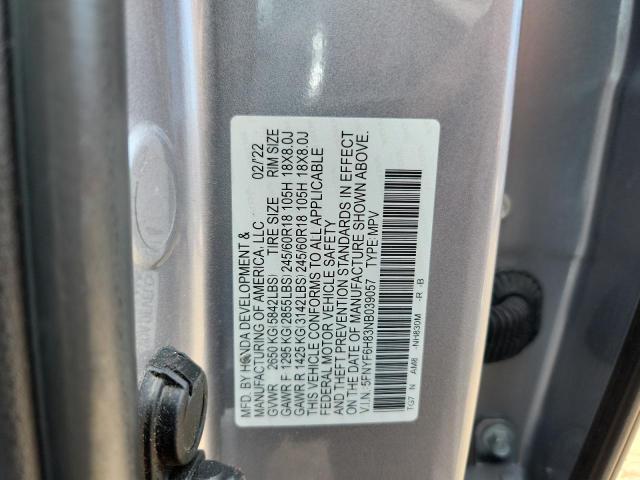 MFD. BY HONDA DEVELOPMENT &
MANUFACTURING OF AMERICA, LLC 02/'22
GVWR 2650 KG(5842LBS) TIRE SIZE RIM SIZE
GAWR F 1295 KG(2855LBS) 245/60R18 105H 18X8.0J
GAWR R 1425 KG(3142LBS) 245/60R18 105H 18X8.0J
THIS VEHICLE CONFORMS TO ALL APPLICABLE
FEDERAL MOTOR VEHICLE SAFETY
AND THEFT PREVENTION STANDARDS IN EFFECT
ON THE DATE OF MANUFACTURE SHOWN ABOVE.
V.I.N. 5FNYF6H83NB039057 TYPE:MPV
TG7 N AM8 -NH830M -R -B